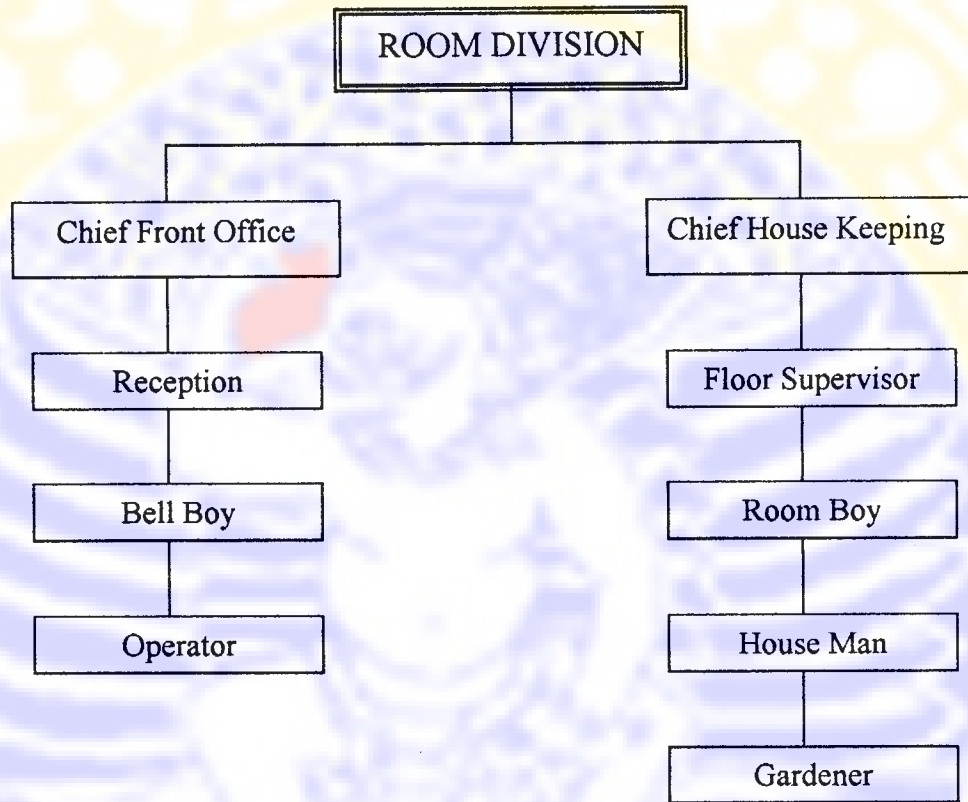 ROOM DIVISION
Chief Front Office
Chief House Keeping
Reception
Floor Supervisor
Bell Boy
Room Boy
Operator
House Man
Gardener